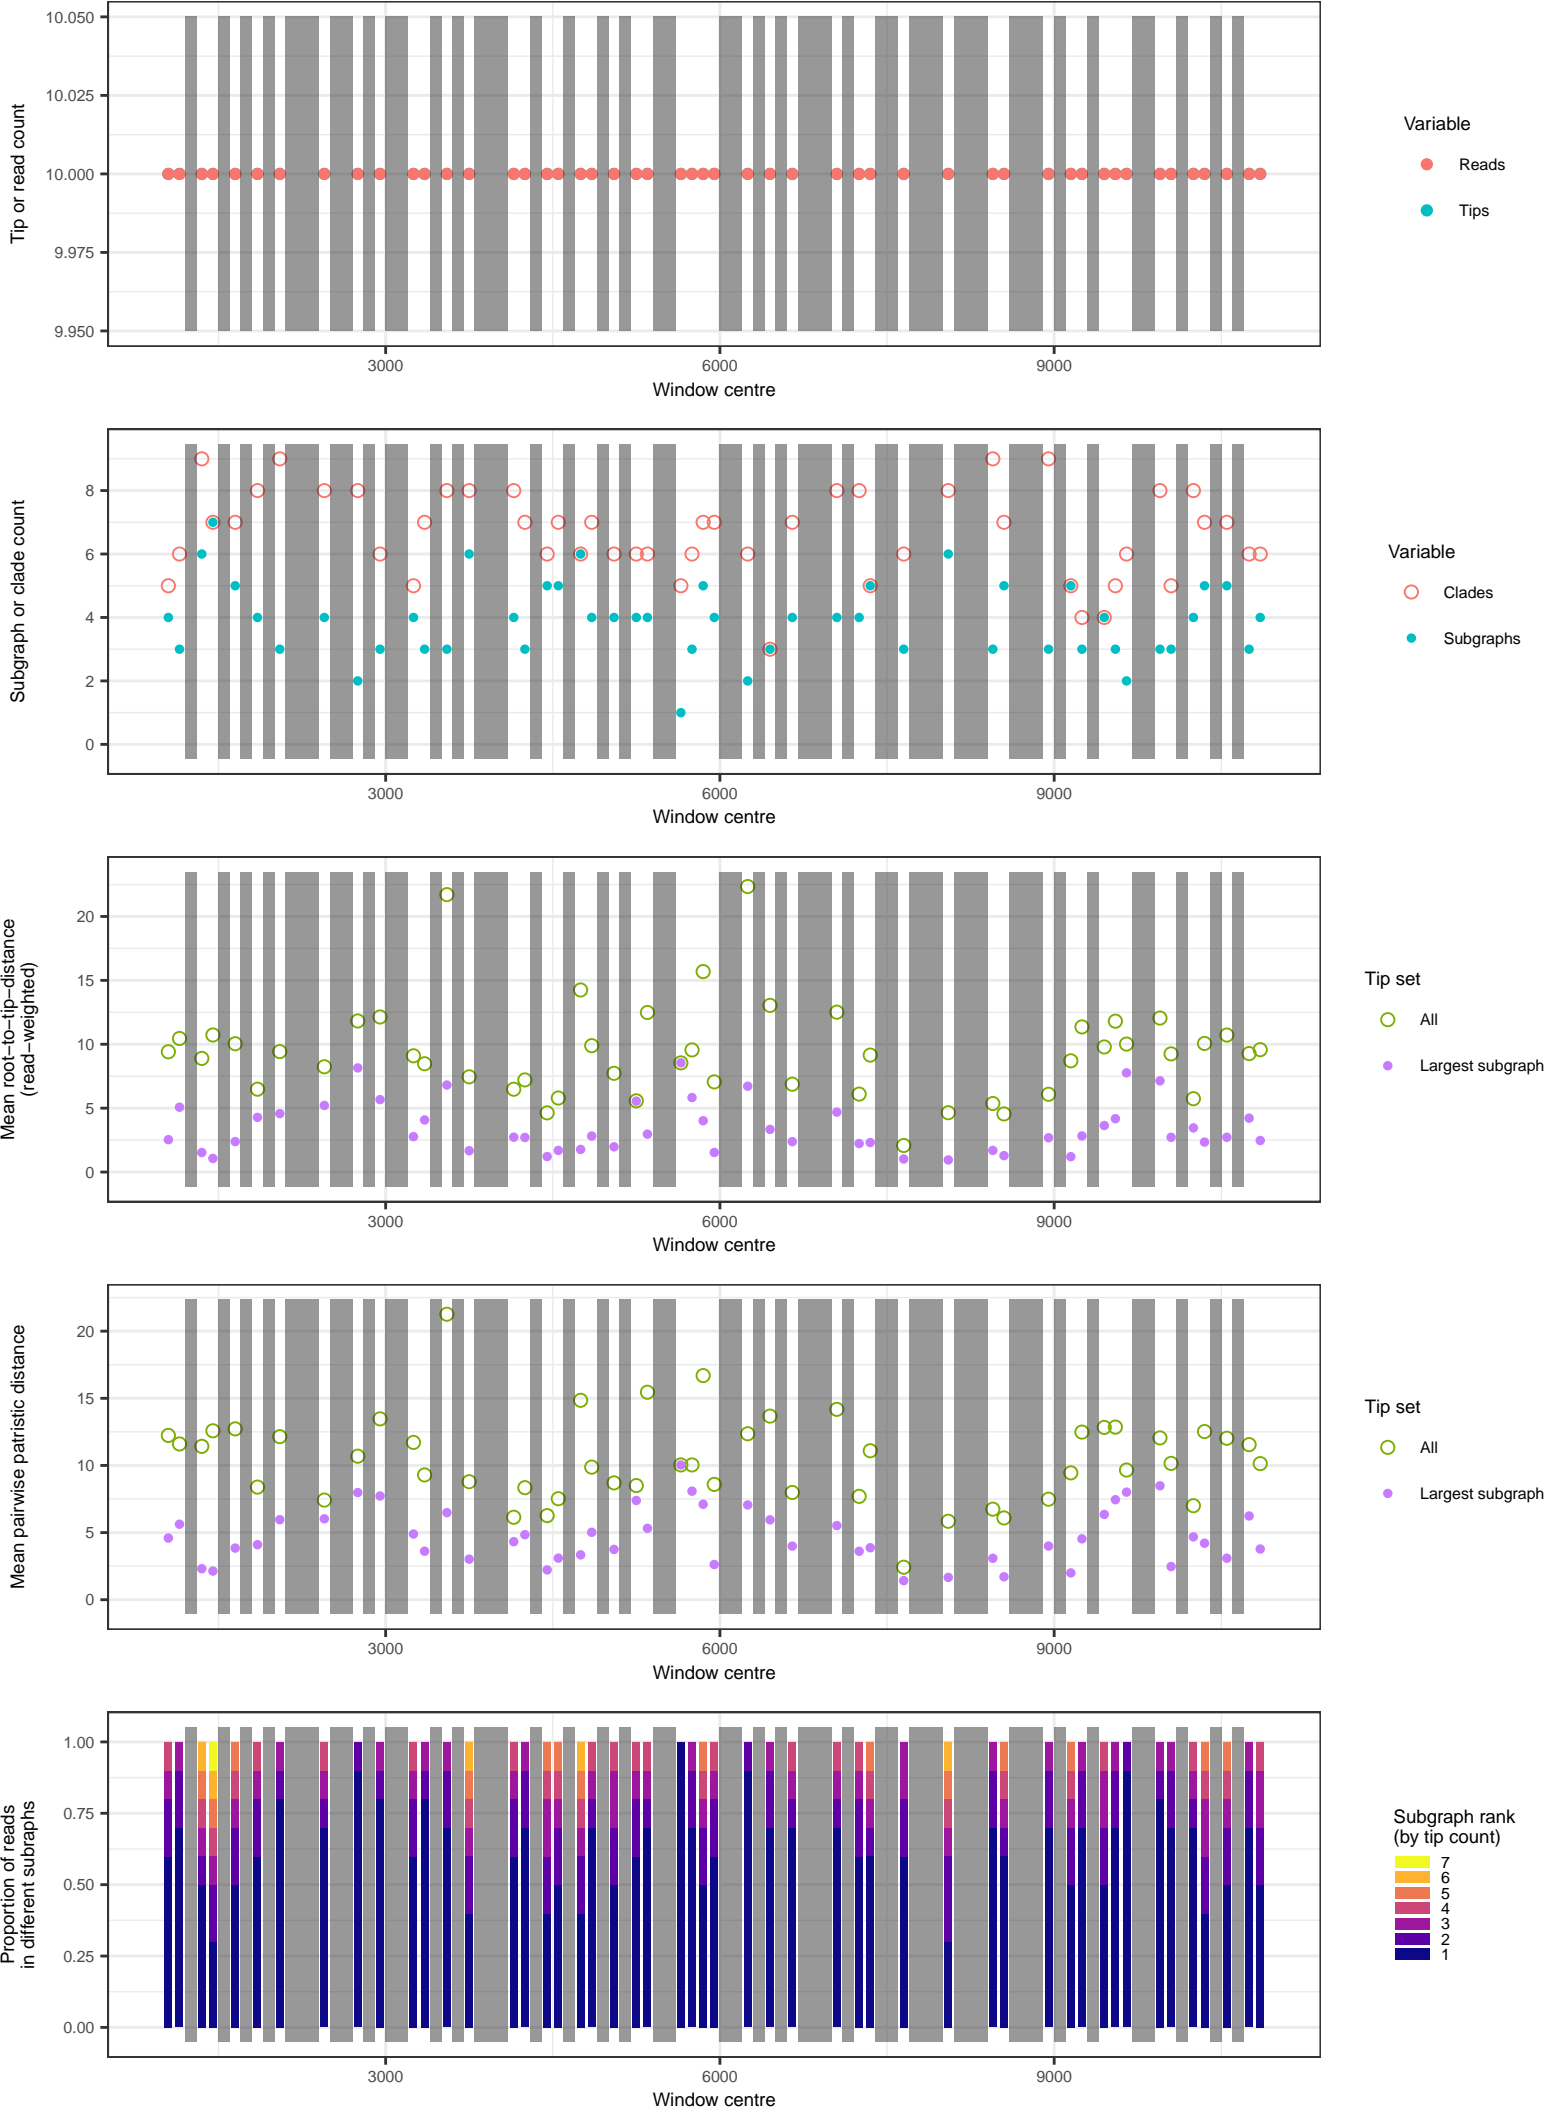 10.050
10.025
10.000
9.975
9.950
Tip or read count
3000
6000
9000
Window centre
Variable
Reads
Tips
8
6
4
2
0
Subgraph or clade count
3000
6000
9000
Window centre
Variable
Clades
Subgraphs
20
15
10
5
0
Mean root−to−tip−distance
(read−weighted)
3000
6000
9000
Window centre
Tip set
All
Largest subgraph
20
15
10
5
0
Mean pairwise patristic distance
3000
6000
9000
Window centre
Tip set
All
Largest subgraph
1.00
0.75
0.50
0.25
0.00
Proportion of reads
in different subraphs
3000
6000
9000
Window centre
Subgraph rank
(by tip count)
7
6
5
4
3
2
1